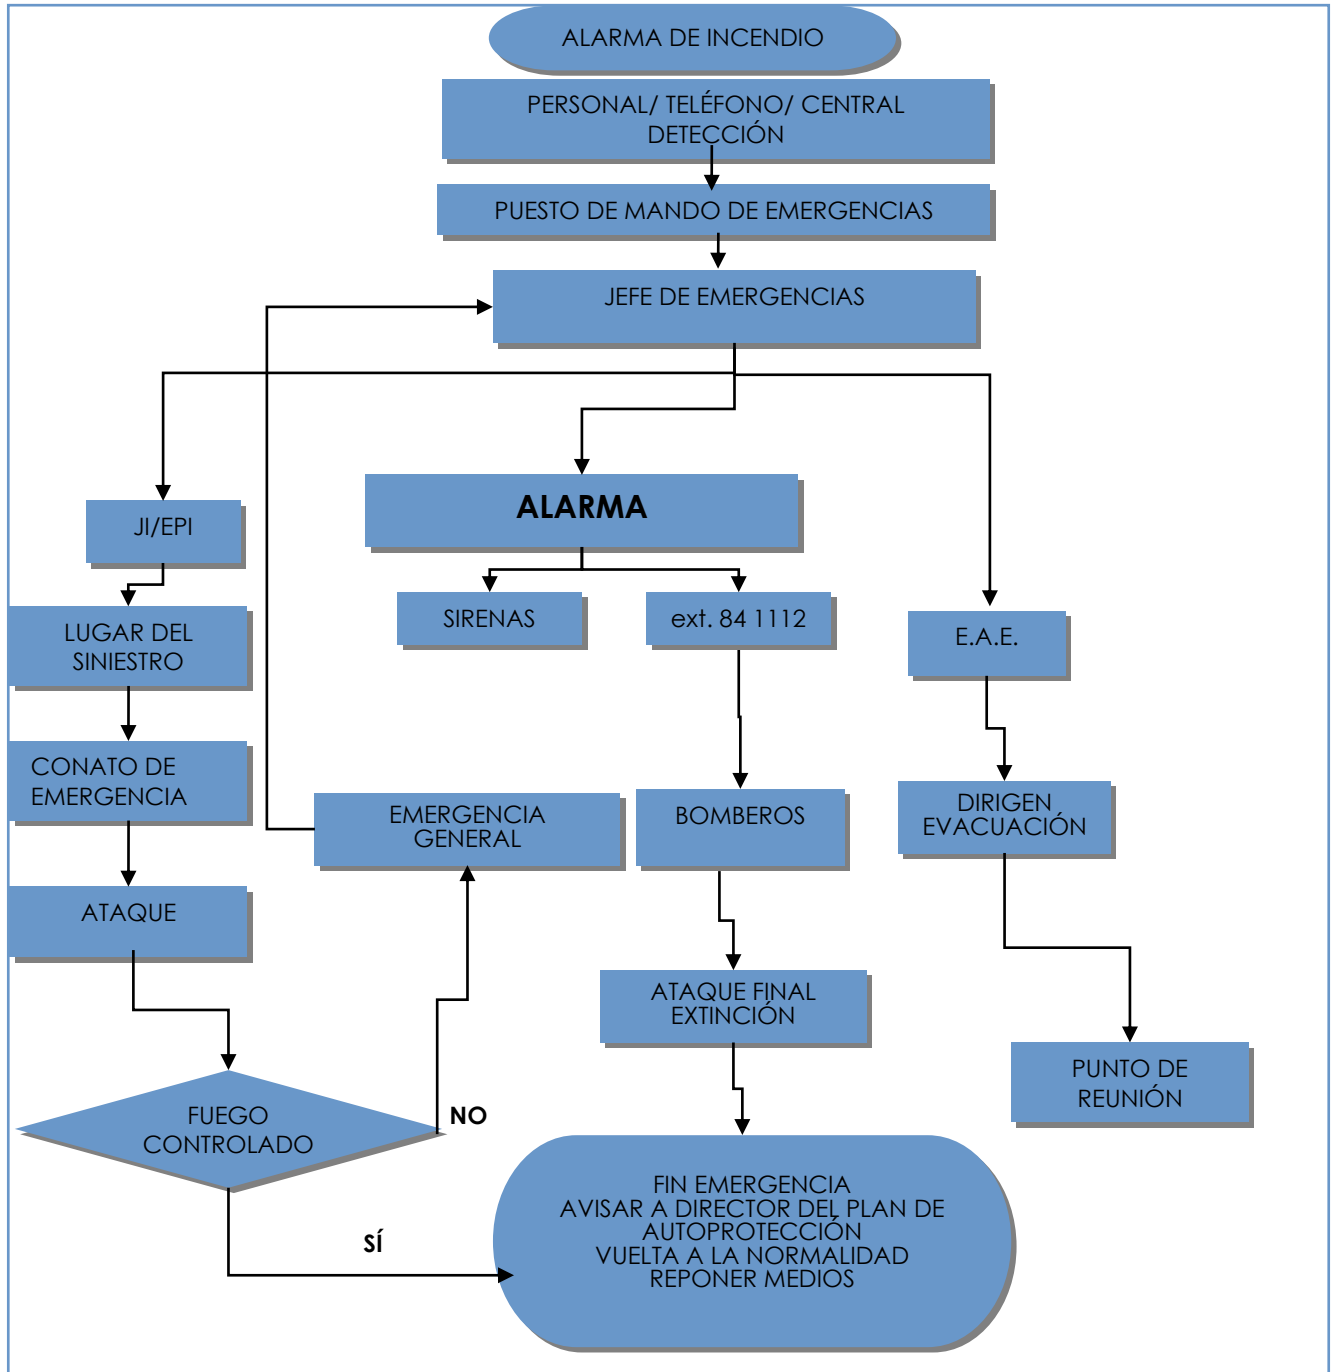 ALARMA DE INCENDIO
PERSONAL/ TELÉFONO/ CENTRAL
DETECCIÓN
PUESTO DE MANDO DE EMERGENCIAS
JEFE DE EMERGENCIAS
ALARMA
JI/EPI
SIRENAS
ext. 84 1112
E.A.E.
LUGAR DEL
SINIESTRO
CONATO DE
EMERGENCIA
EMERGENCIA
GENERAL
BOMBEROS
DIRIGEN
EVACUACIÓN
ATAQUE
ATAQUE FINAL
EXTINCIÓN
PUNTO DE
REUNIÓN
FUEGO
CONTROLADO
NO
SÍ
FIN EMERGENCIA
AVISAR A DIRECTOR DEL PLAN DE
AUTOPROTECCIÓN
VUELTA A LA NORMALIDAD
REPONER MEDIOS